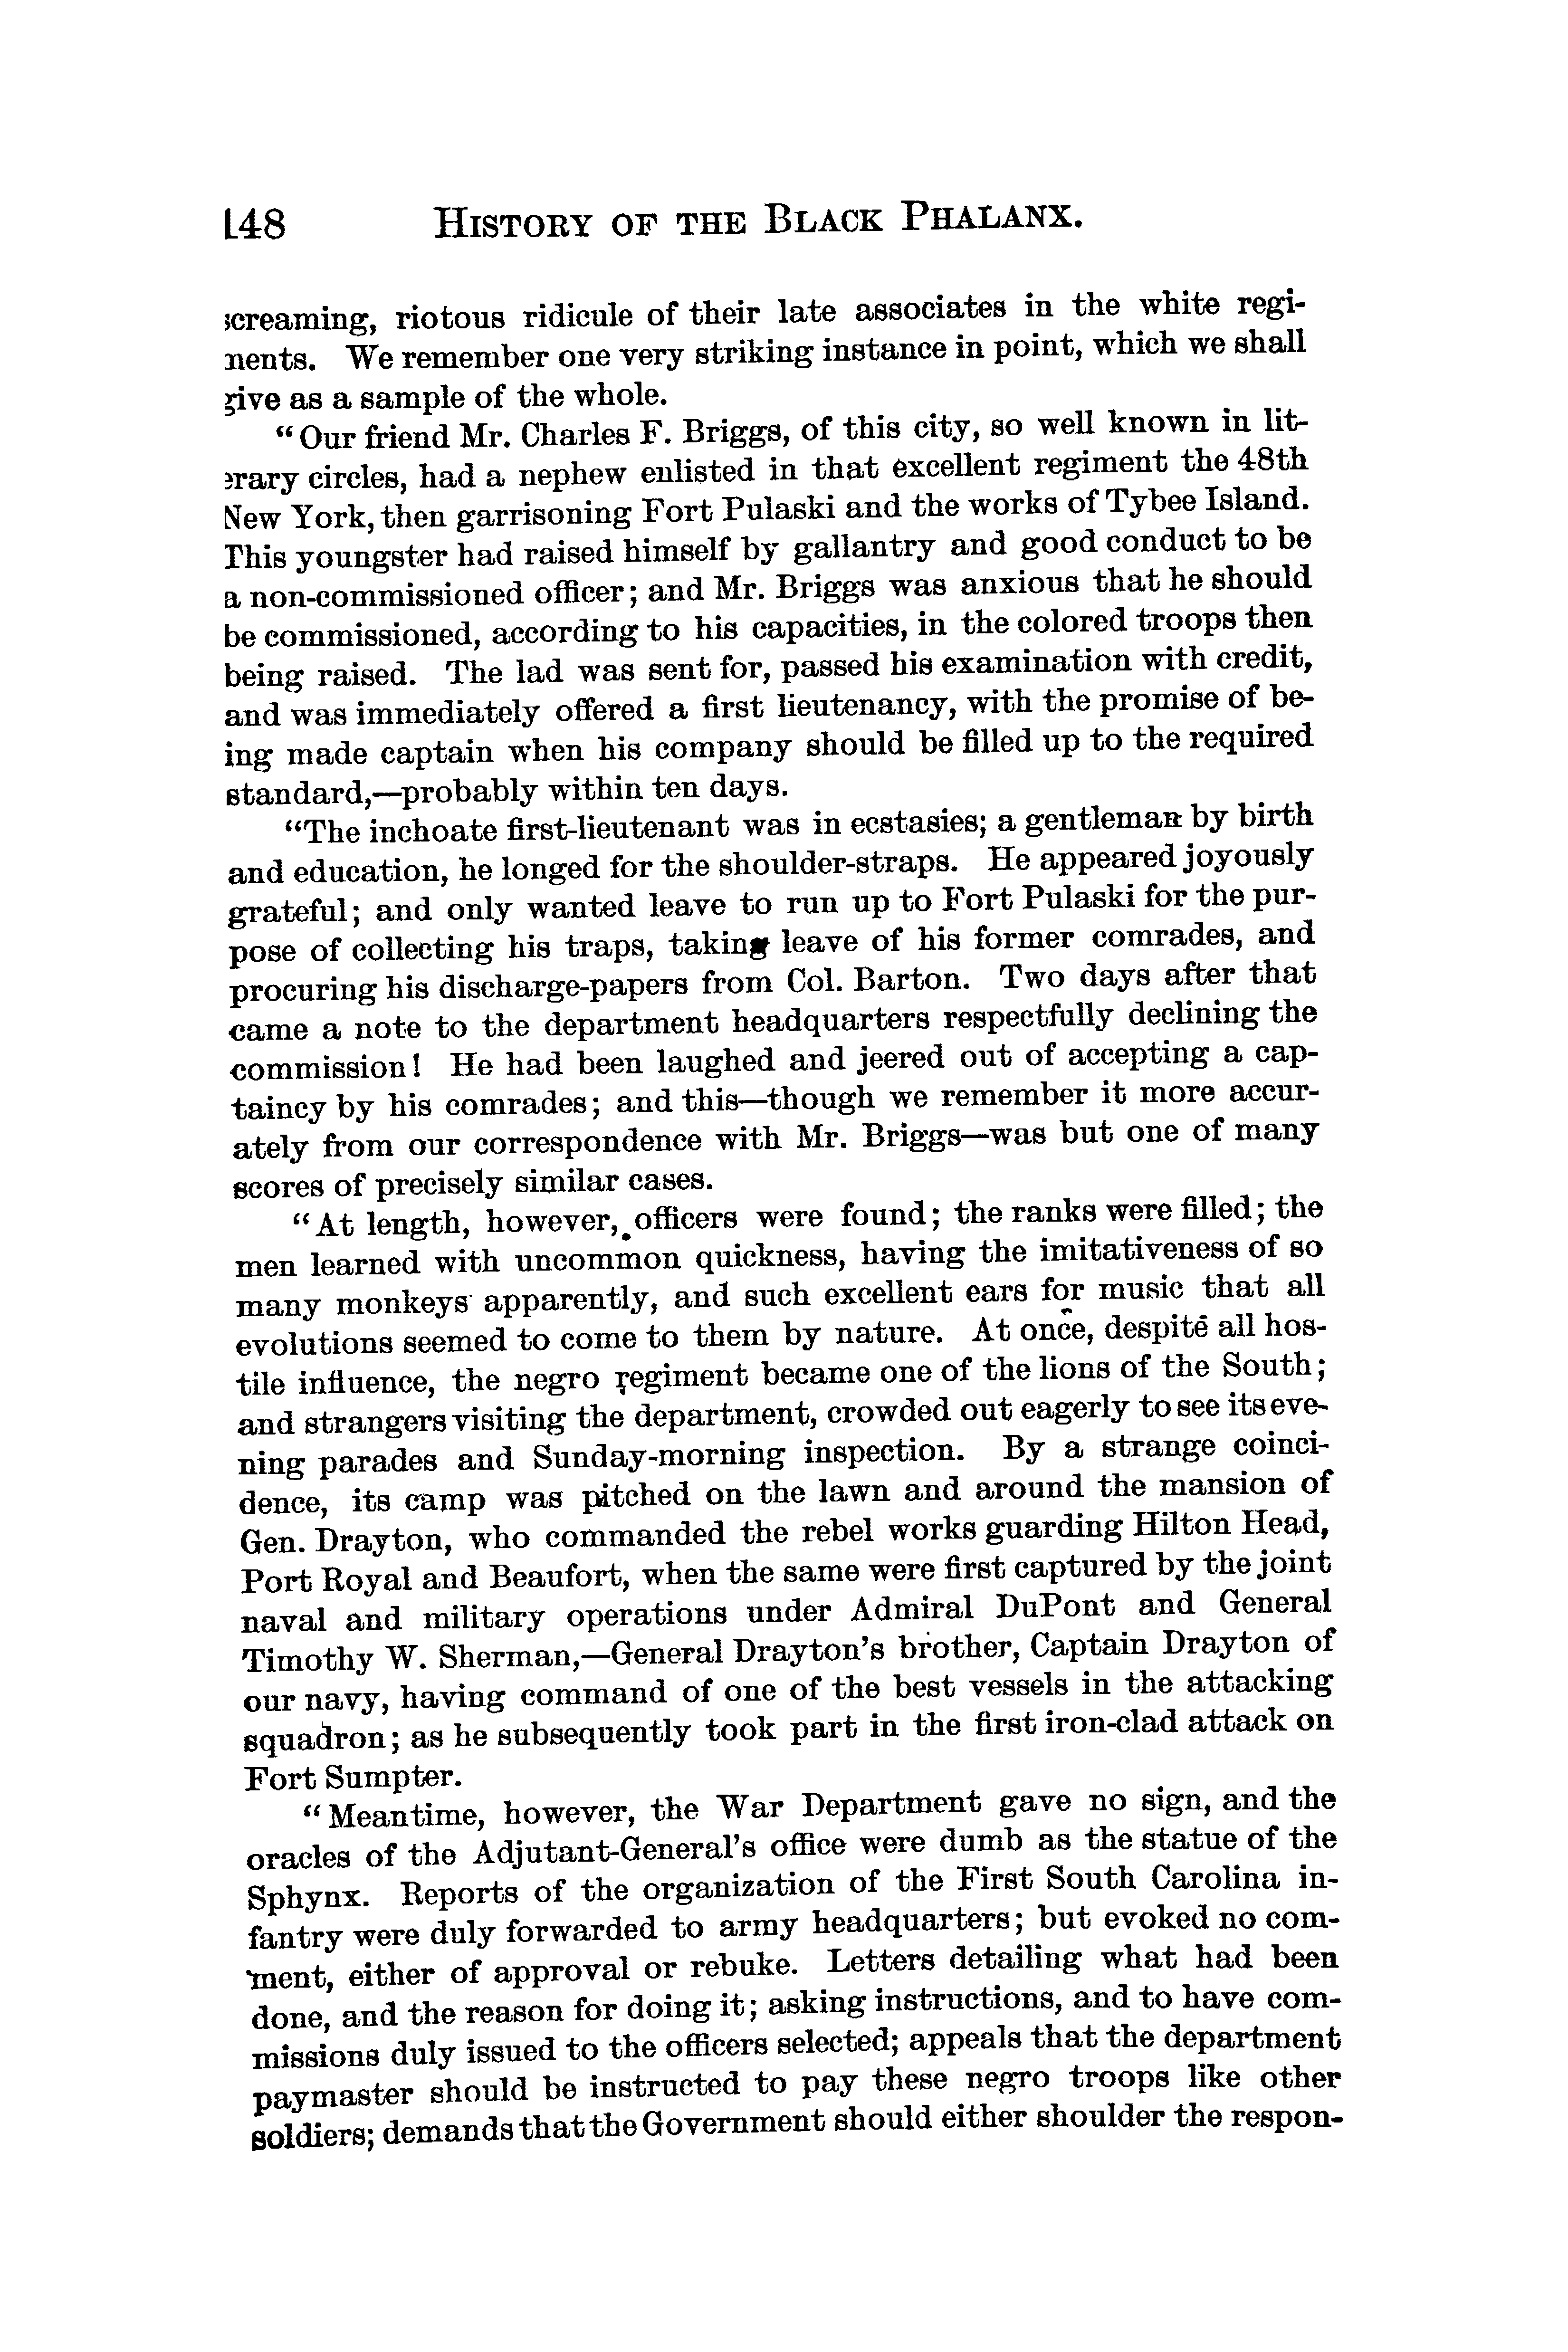 148 HISTORY OF THE BLACK PHALANX.
screaming, riotous ridicule of their late associates in the white regi-
ments. We remember one very striking instance in point, which we shall
give as a sample of the whole.
“Our friend Mr. Charles F. Briggs, of this city, so well known in lit-
erary circles, had a nephew enlisted in that excellent regiment the 48th
New York, then garrisoning Fort Pulaski and the works of Tybee Island.
This youngster had raised himself by gallantry and good conduct to be
a non-commissioned officer; and Mr. Briggs was anxious that he should
be commissioned, according to his capacities, in the colored troops then
being raised. The lad was sent for, passed his examination with credit,
and was immediately offered a first lieutenancy, with the promise of be-
ing made captain when his company should be filled up to the required
standard,—probably within ten days.
“The inchoate first-lieutenant was in ecstasies; a gentleman by birth
and education, he longed for the shoulder-straps. He appeared joyously
grateful; and only wanted leave to run up to Fort Pulaski for the pur-
pose of collecting his traps, taking leave of his former comrades, and
procuring his discharge-papers from Col. Barton. Two days after that
came a note to the department headquarters respectfully declining the
commission! He had been laughed and jeered out of accepting a cap-
taincy by his comrades; and this—though we remember it more accur-
ately from our correspondence with Mr. Briggs—was but one of many
scores of precisely similar cases.
“At length, however, officers were found; the ranks were filled; the
men learned with uncommon quickness, having the imitativeness of so
many monkeys apparently, and such excellent ears for music that all
evolutions seemed to come to them by nature. At once, despite all hos-
tile influence, the negro regiment became one of the lions of the South;
and strangers visiting the department, crowded out eagerly to see its eve-
ning parades and Sunday-morning inspection. By a strange coinci-
dence, its camp was pitched on the lawn and around the mansion of
Gen. Drayton, who commanded the rebel works guarding Hilton Head,
Port Royal and Beaufort, when the same were first captured by the joint
naval and military operations under Admiral DuPont and General
Timothy W. Sherman,—General Drayton’s brother, Captain Drayton of
our navy, having command of one of the best vessels in the attacking
squadron; as he subsequently took part in the first iron-clad attack on
Fort Sumpter.
“Meantime, however, the War Department gave no sign, and the
oracles of the Adjutant-General’s office were dumb as the statue of the
Sphynx. Reports of the organization of the First South Carolina in-
fantry were duly forwarded to army headquarters; but evoked no com-
ment, either of approval or rebuke. Letters detailing what had been
done, and the reason for doing it; asking instructions, and to have com-
missions duly issued to the officers selected; appeals that the department
paymaster should be instructed to pay these negro troops like other
soldiers; demands that the Government should either shoulder the respon-